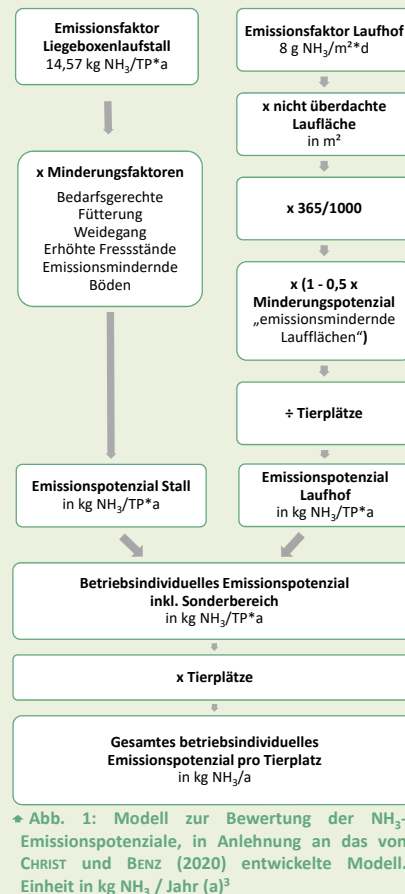 Emissionsfaktor
Liegeboxenlaufstall
14,57 kg NH₃/TP*a
x Minderungsfaktoren
Bedarfsgerechte
Fütterung
Weidegang
Erhöhte Fressstände
Emissionsmindernde
Böden
Emissionspotenzial Stall
in kg NH₃/TP*a
Emissionsfaktor Laufhof
8 g NH₃/m²*d
x nicht überdachte
Lauffläche
in m²
x 365/1000
x (1 - 0,5 x
Minderungspotenzial
„emissionsmindernde
Laufflächen“)
÷ Tierplätze
Emissionspotenzial
Laufhof
in kg NH₃/TP*a
Betriebsindividuelles Emissionspotenzial
inkl. Sonderbereich
in kg NH₃/TP*a
x Tierplätze
Gesamtes betriebsindividuelles
Emissionspotenzial pro Tierplatz
in kg NH₃/a
Abb. 1: Modell zur Bewertung der NH₃-
Emissionspotenziale, in Anlehnung an das von
CHRIST und BENZ (2020) entwickelte Modell.
Einheit in kg NH₃ / Jahr (a)³